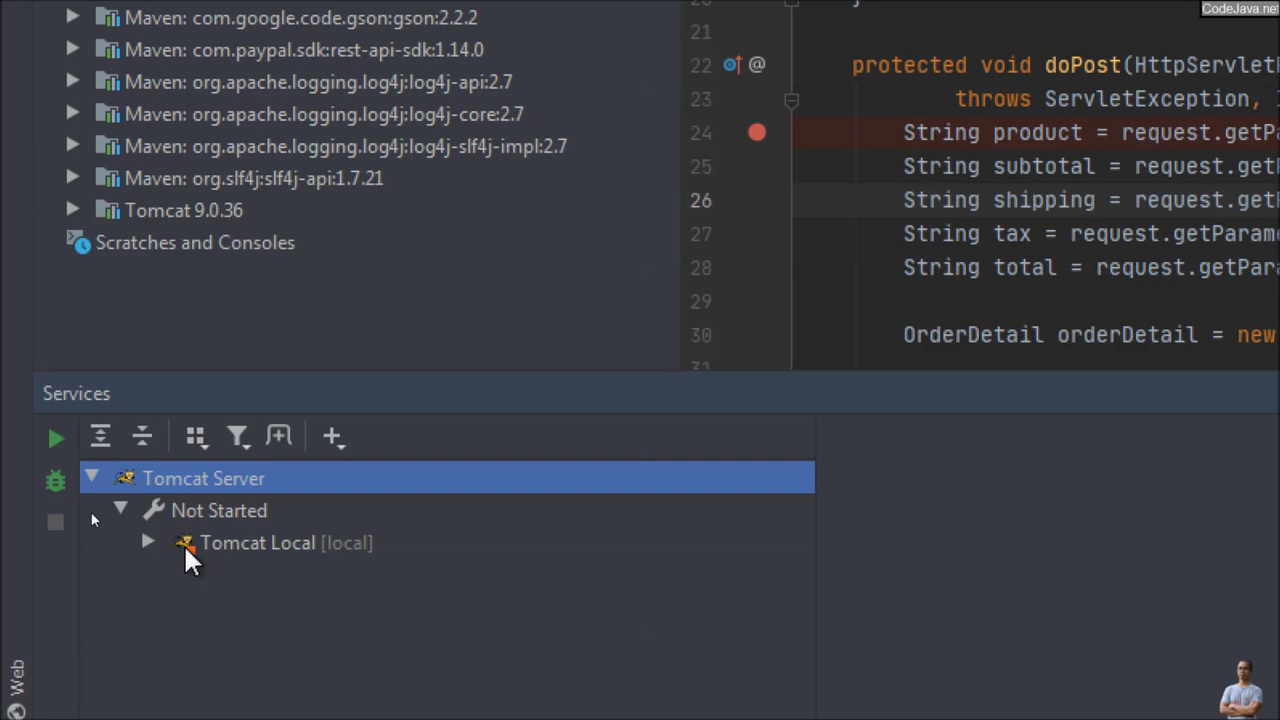 Maven: com.google.code.gson:gson:2.2.2
Maven: com.paypal.sdk:rest-api-sdk:1.14.0
Maven: org.apache.logging.log4j:log4j-api:2.7
Maven: org.apache.logging.log4j:log4j-core:2.7
Maven: org.apache.logging.log4j:log4j-slf4j-impl:2.7
Maven: org.slf4j:slf4j-api:1.7.21
Tomcat 9.0.36
Scratches and Consoles
CodeJava.net
21
22 @ protected void doPost(HttpServlet
23 throws ServletException,
24 String product = request.getPa
25 String subtotal = request.get
26 String shipping = request.get
27 String tax = request.getParam
28 String total = request.getPar
29
30 OrderDetail orderDetail = new
Services
Tomcat Server
Not Started
Tomcat Local [local]
Web